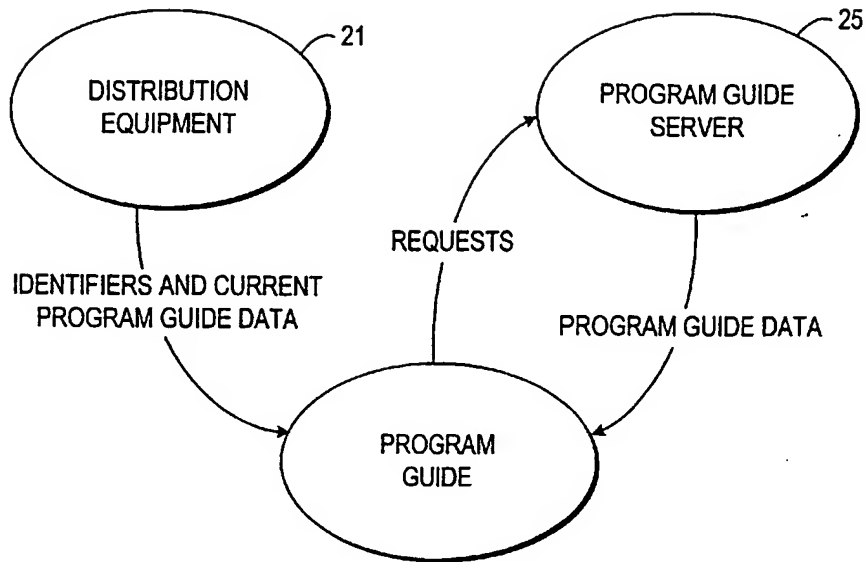 21
DISTRIBUTION
EQUIPMENT
25
PROGRAM GUIDE
SERVER
REQUESTS
IDENTIFIERS AND CURRENT
PROGRAM GUIDE DATA
PROGRAM GUIDE DATA
PROGRAM
GUIDE